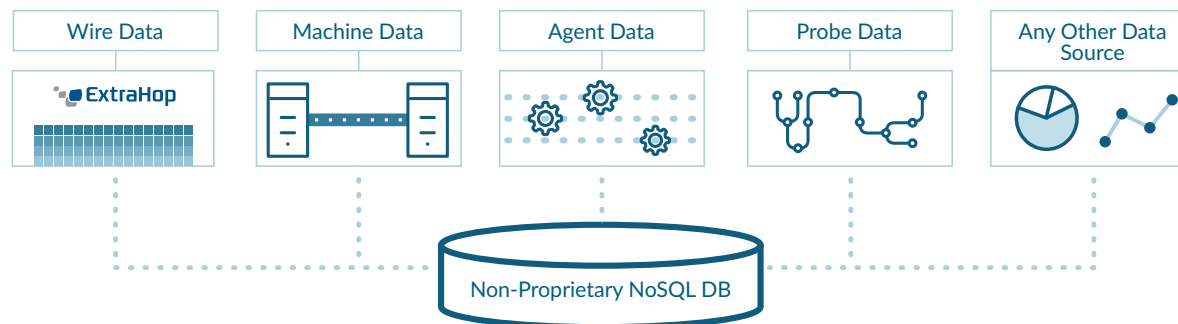 Wire Data
Machine Data
Agent Data
Probe Data
Any Other Data
Source
ExtraHop
Non-Proprietary NoSQL DB